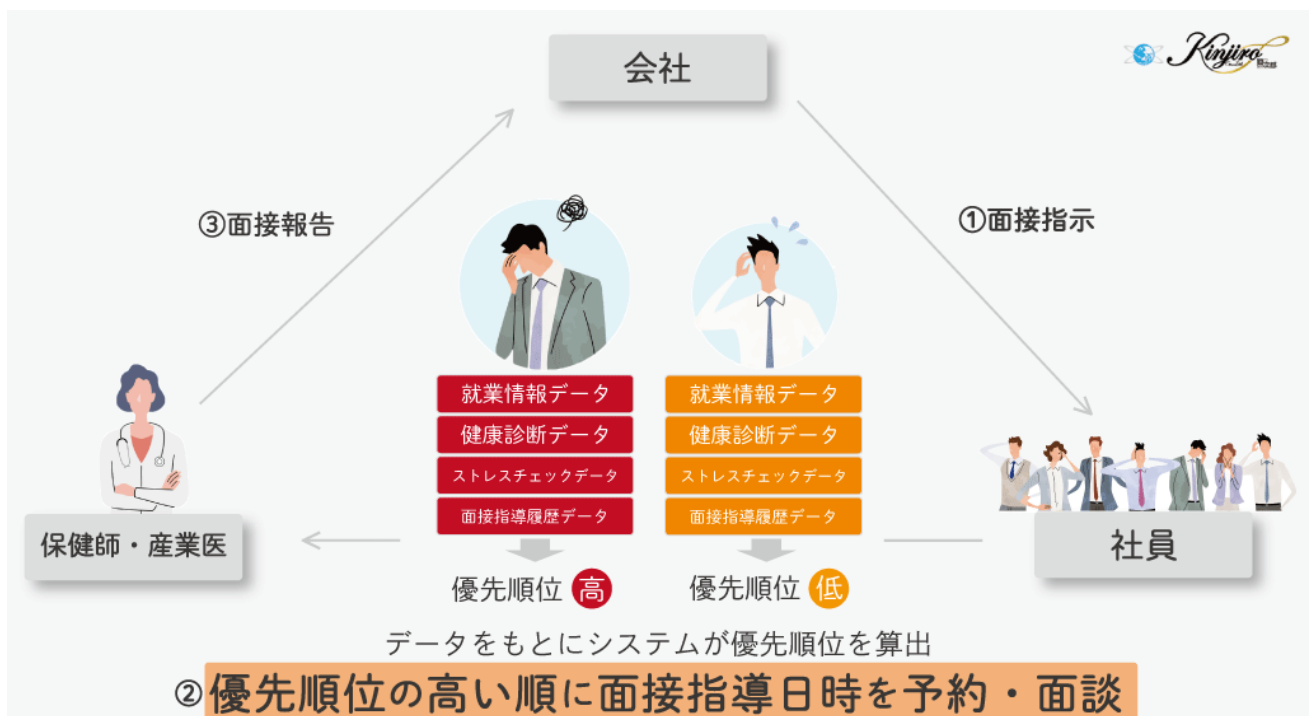 会社
Kinjiro
③面接報告
①面接指示
就業情報データ
健康診断データ
ストレスチェックデータ
面接指導履歴データ
優先順位 高
就業情報データ
健康診断データ
ストレスチェックデータ
面接指導履歴データ
優先順位 低
保健師・産業医
社員
データをもとにシステムが優先順位を算出
②優先順位の高い順に面接指導日時を予約・面談